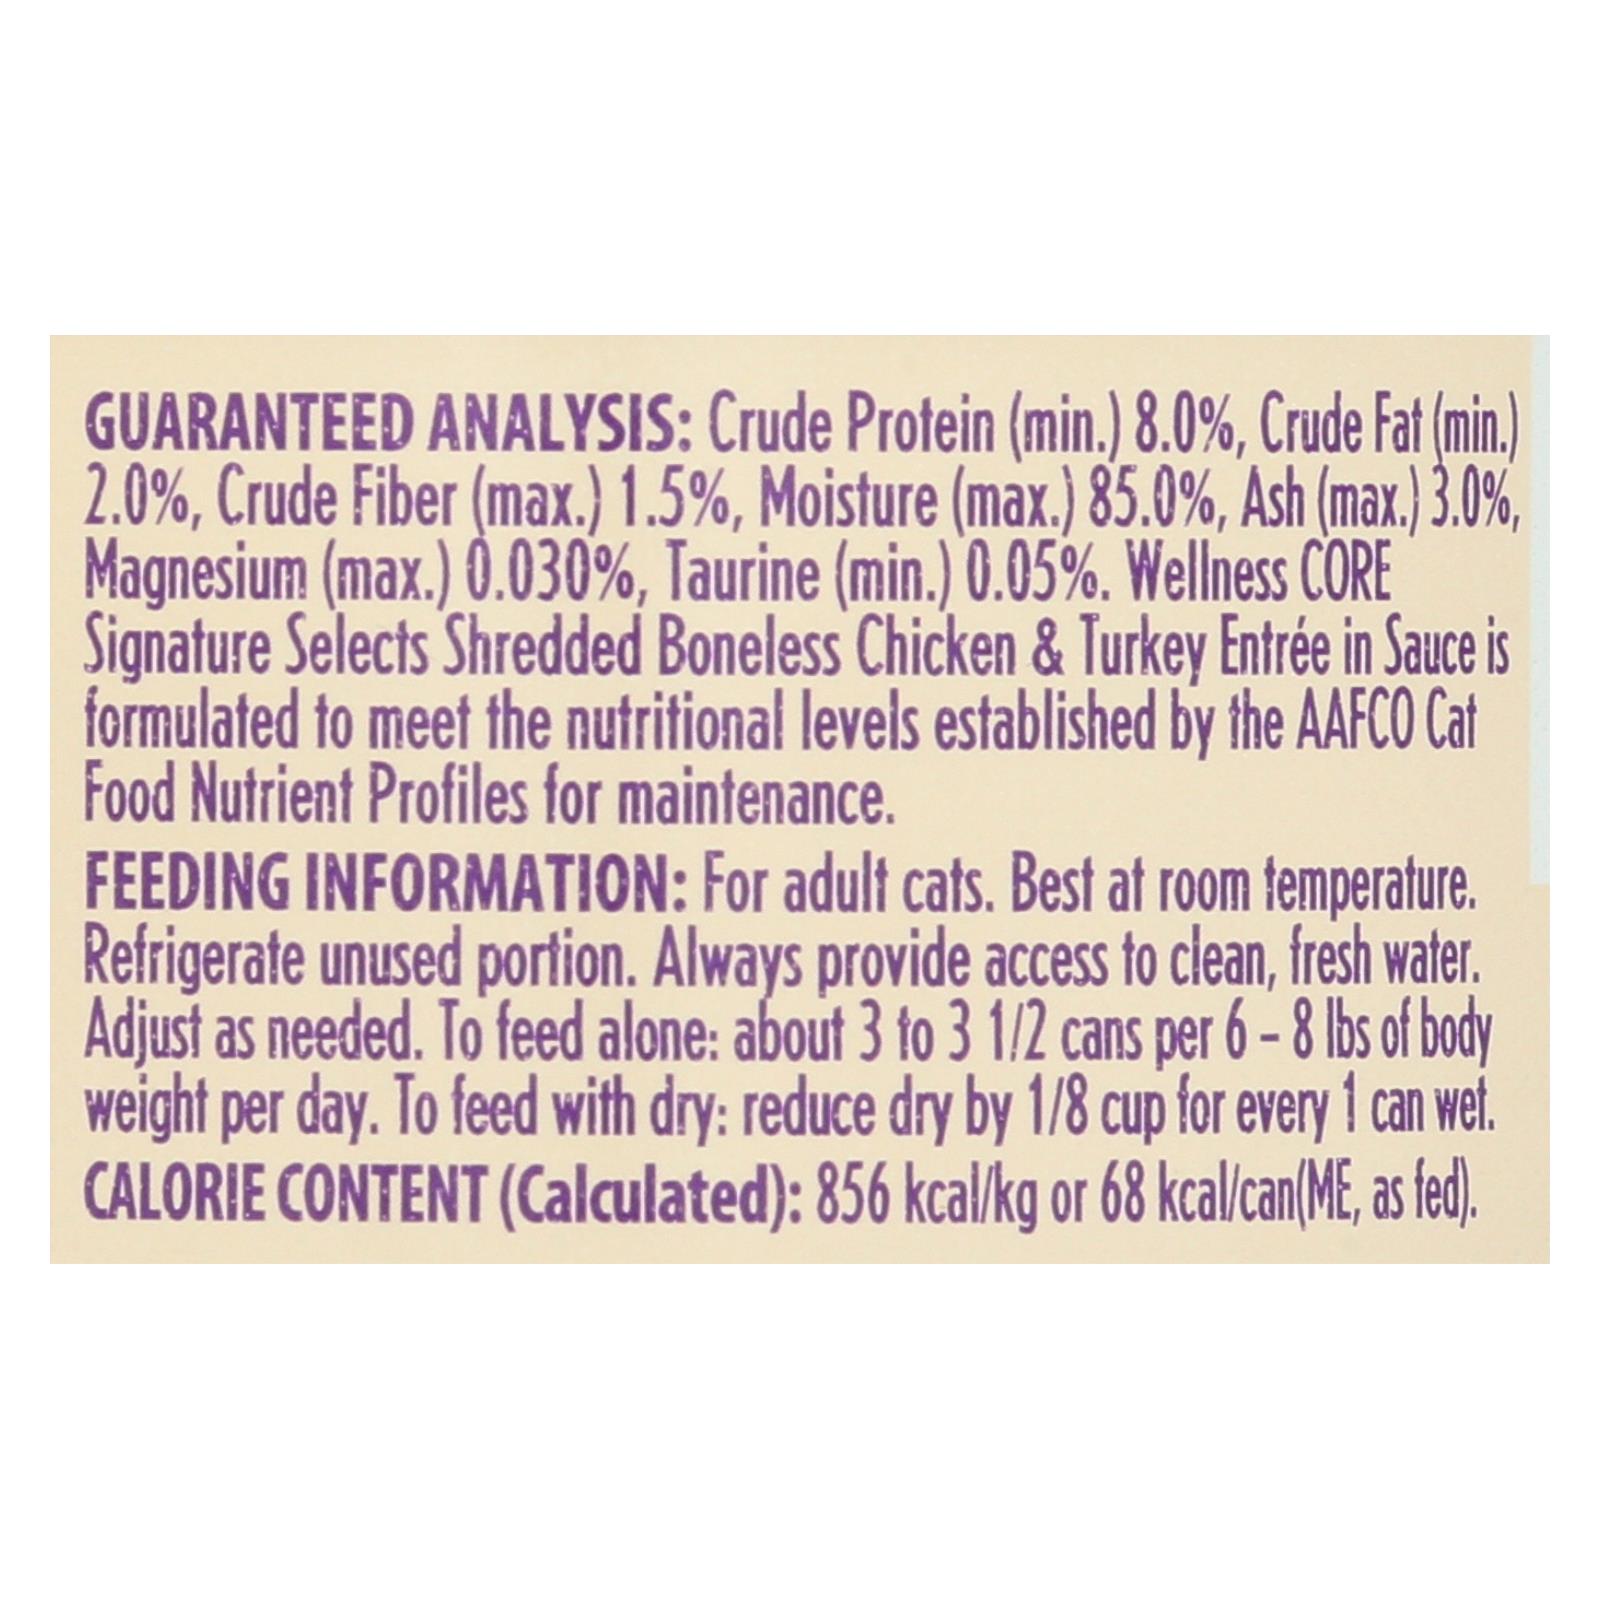 GUARANTEED ANALYSIS: Crude Protein (min.) 8.0%, Crude Fat (min.)
2.0%, Crude Fiber (max.) 1.5%, Moisture (max.) 85.0%, Ash (max.) 3.0%,
Magnesium (max.) 0.030%, Taurine (min.) 0.05%. Wellness CORE
Signature Selects Shredded Boneless Chicken & Turkey Entrée in Sauce is
formulated to meet the nutritional levels established by the AAFCO Cat
Food Nutrient Profiles for maintenance.
FEEDING INFORMATION: For adult cats. Best at room temperature.
Refrigerate unused portion. Always provide access to clean, fresh water.
Adjust as needed. To feed alone: about 3 to 3 1/2 cans per 6 – 8 lbs of body
weight per day. To feed with dry: reduce dry by 1/8 cup for every 1 can wet.
CALORIE CONTENT (Calculated): 856 kcal/kg or 68 kcal/can(ME, as fed).